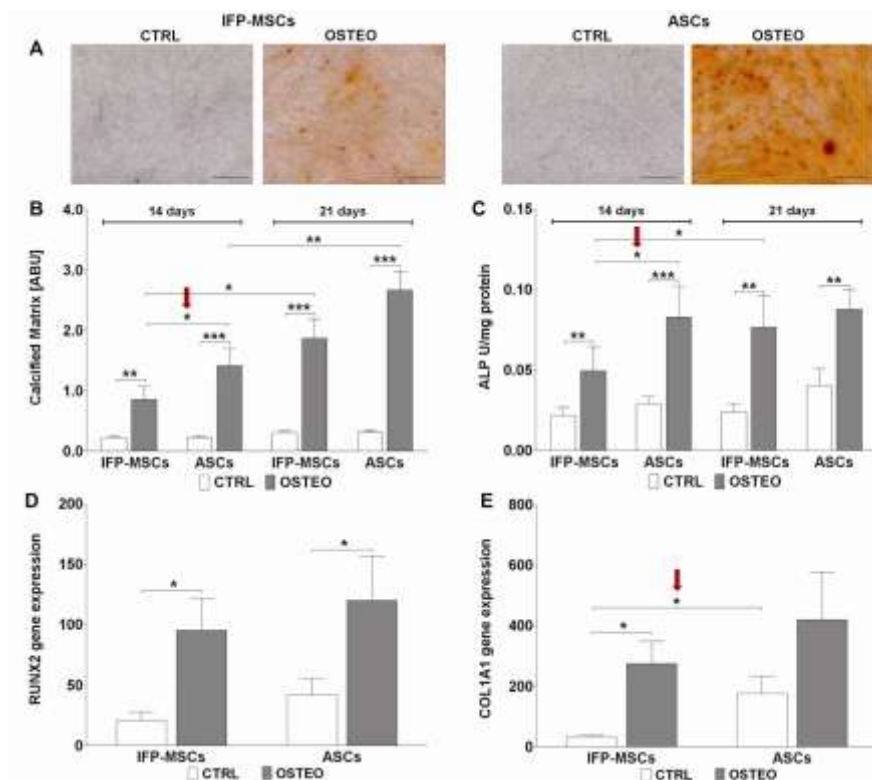 IFP-MSCs ASCs
A CTRL OSTEO CTRL OSTEO
B 4.0 14 days 21 days
3.0
2.0
1.0
0.0
Calcified Matrix [ABU]
** * * *** *** ** ***
IFP-MSCs ASCs IFP-MSCs ASCs
CTRL OSTEO
C 0.15 14 days 21 days
0.10
0.05
0.00
ALP U/mg protein
** * * *** ** **
IFP-MSCs ASCs IFP-MSCs ASCs
CTRL OSTEO
D 200
150
100
50
0
RUNX2 gene expression
* *
IFP-MSCs ASCs
CTRL OSTEO
E 800
600
400
200
0
COL1A1 gene expression
* *
IFP-MSCs ASCs
CTRL OSTEO